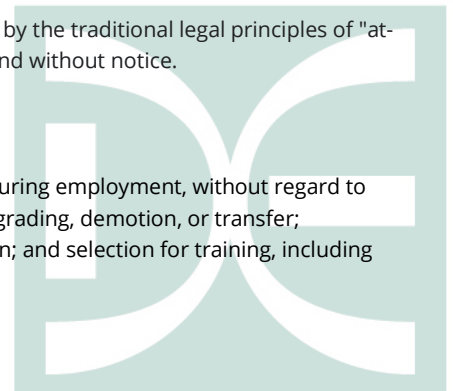 by the traditional legal principles of "at-
nd without notice.
uring employment, without regard to
grading, demotion, or transfer;
n; and selection for training, including